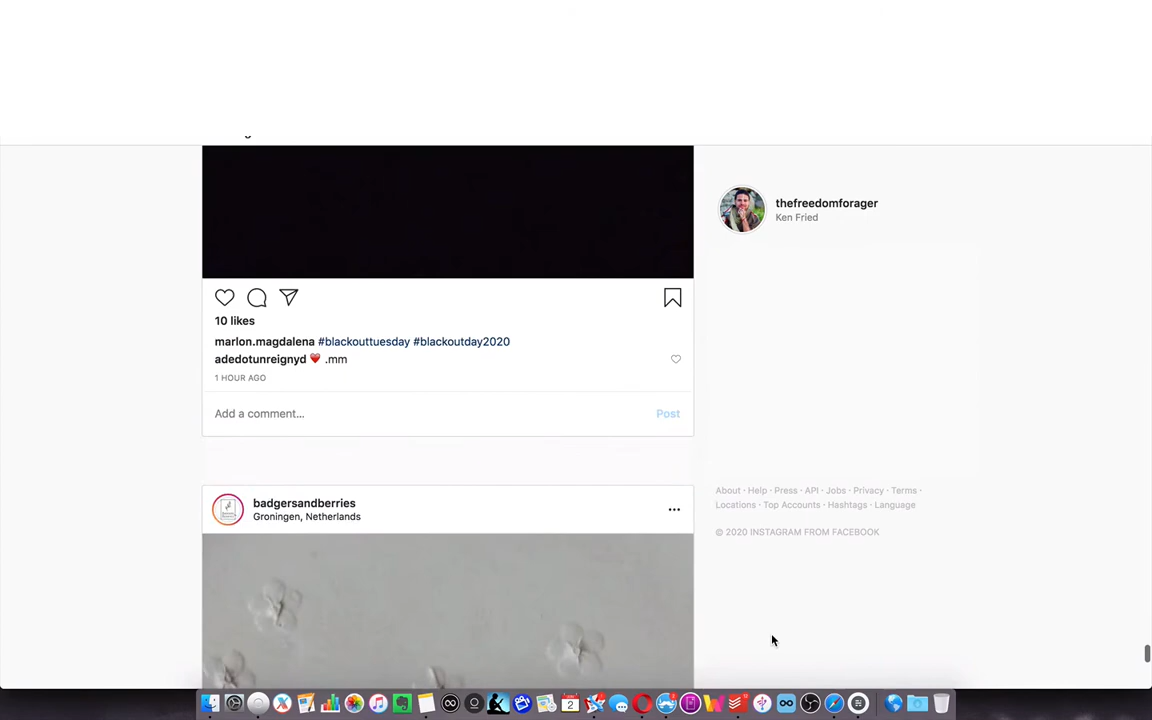 thefreedomforager
Ken Fried
10 likes
marlon.magdalena #blackouttuesday #blackoutday2020
adedotunreignyd ❤️ .mm
1 HOUR AGO
Add a comment...
Post
badgersandberries
Groningen, Netherlands
About · Help · Press · API · Jobs · Privacy · Terms ·
Locations · Top Accounts · Hashtags · Language
© 2020 INSTAGRAM FROM FACEBOOK
2